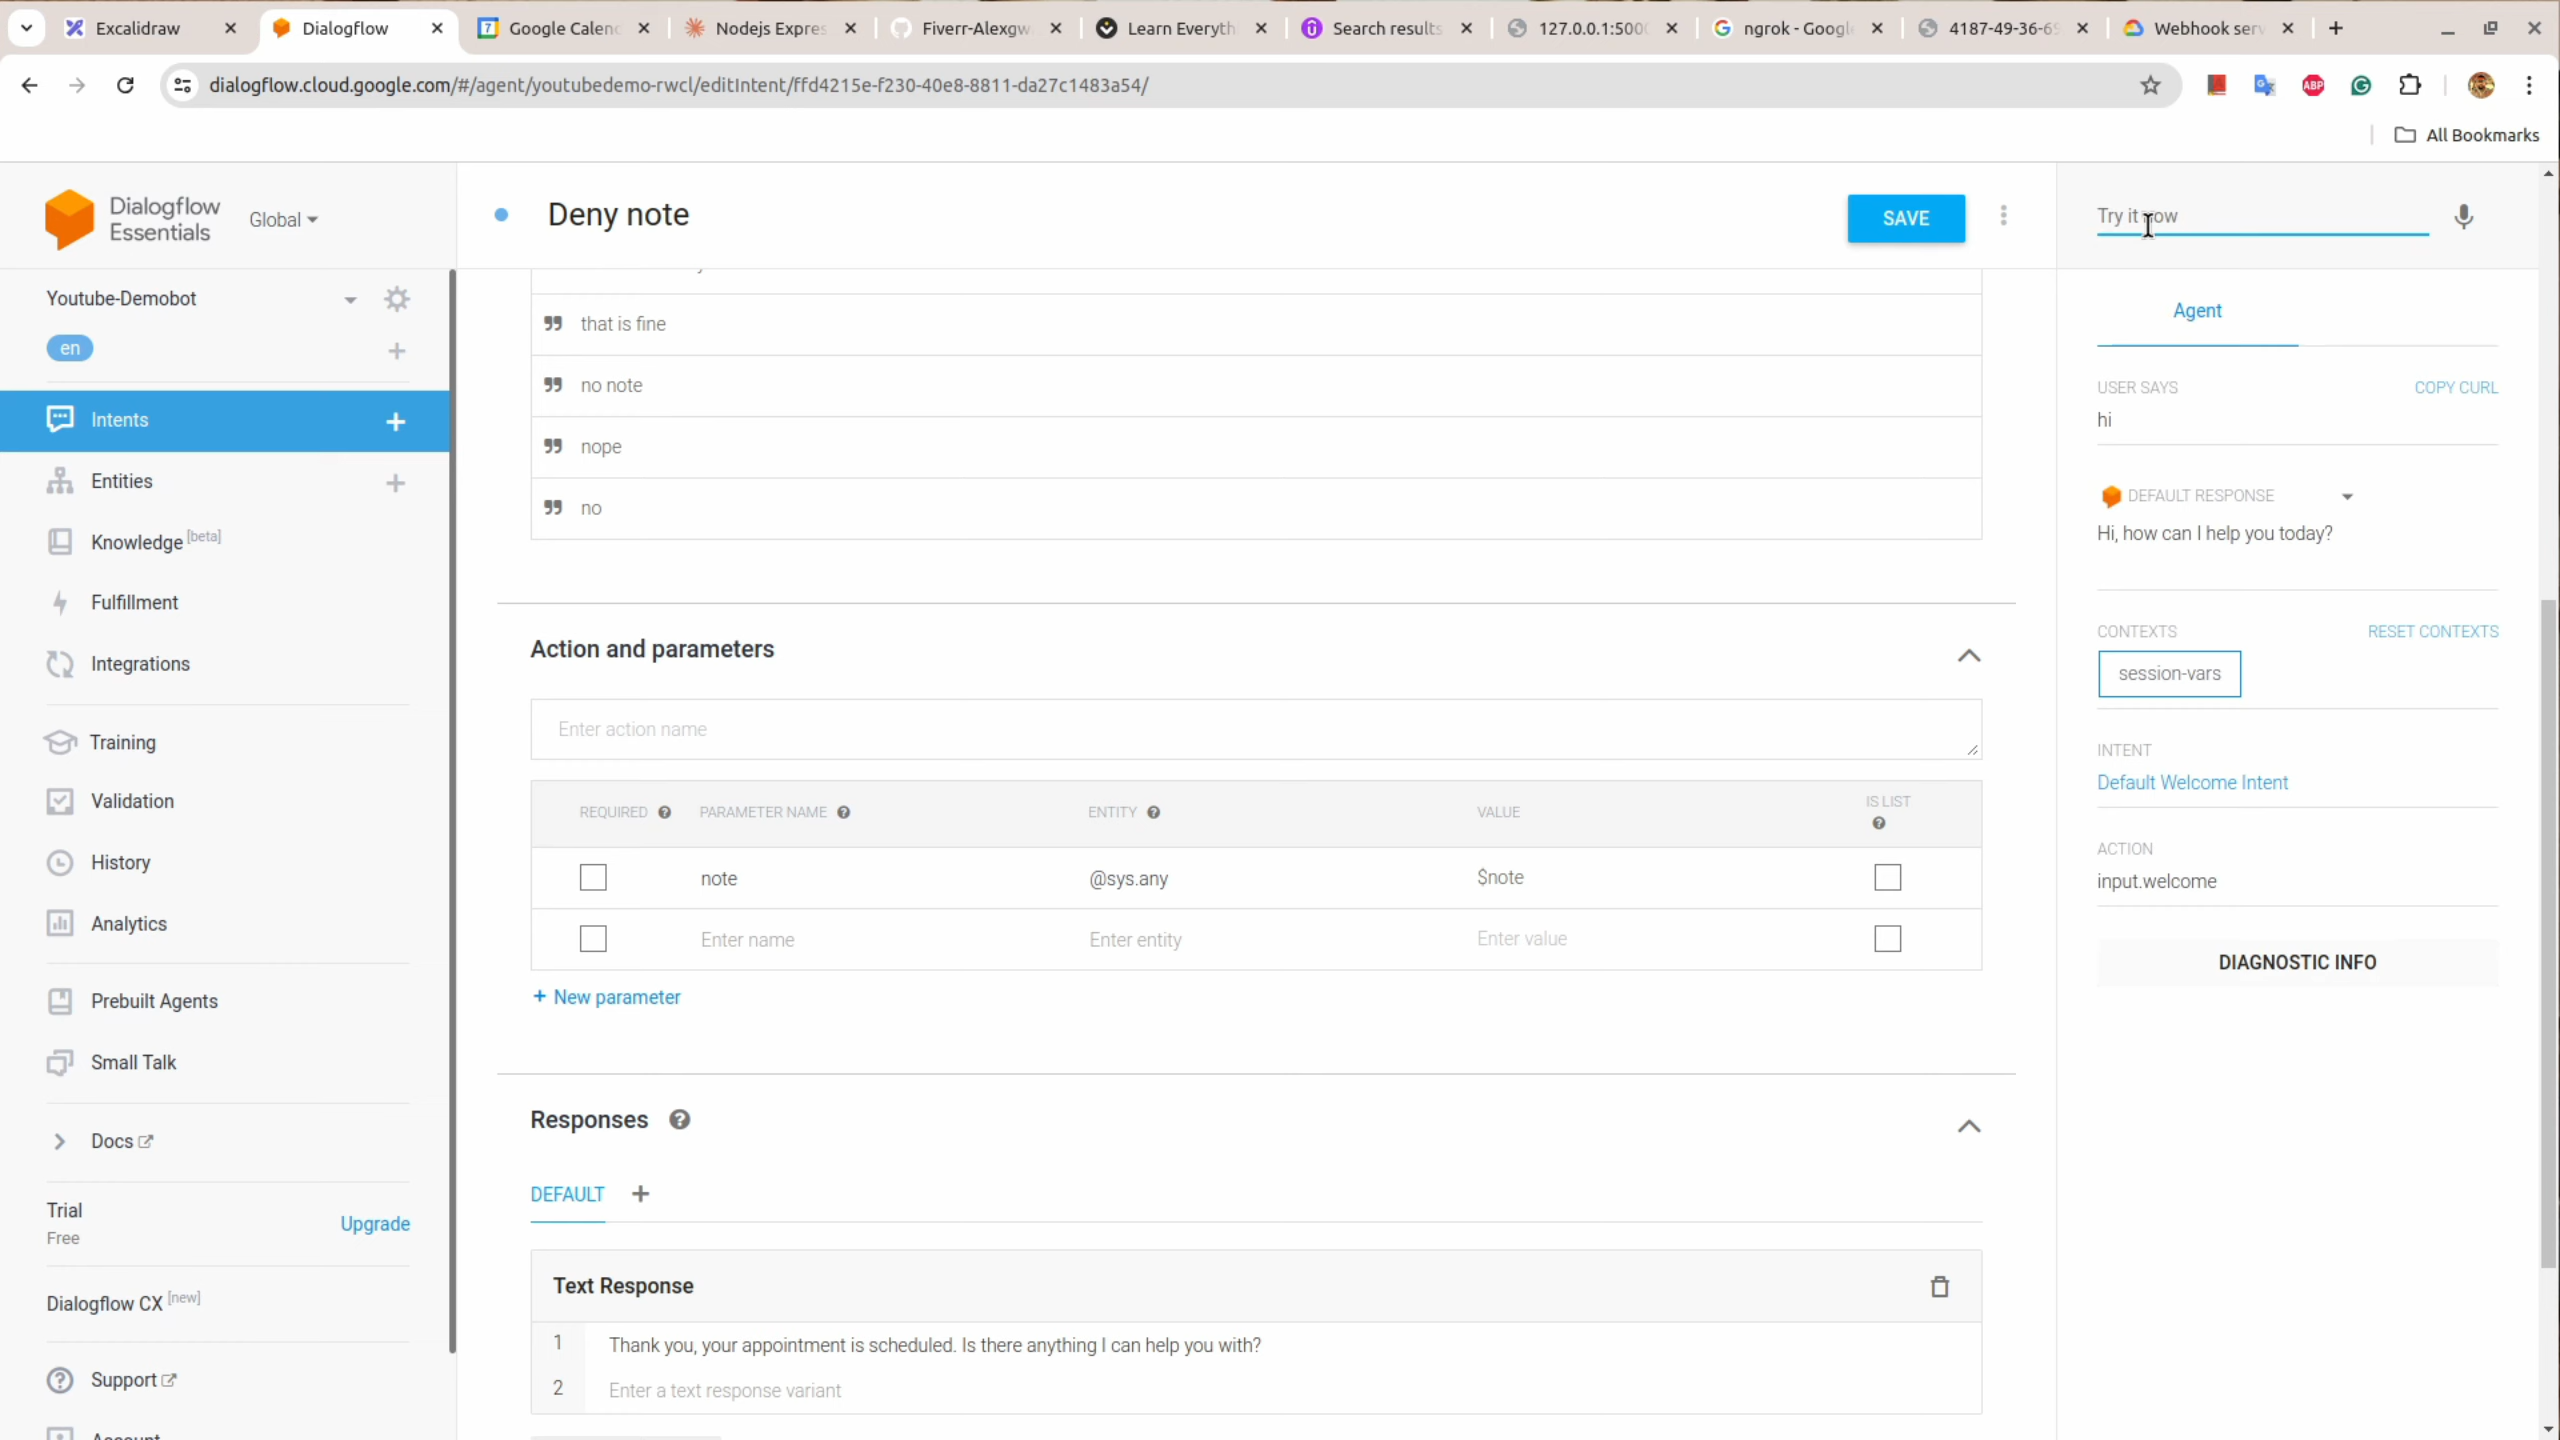 Excalidraw
Dialogflow
Google Calend
Nodejs Expres
Fiverr-Alexgw
Learn Everyth
Search results
127.0.0.1:5000
ngrok - Google
4187-49-36-69
Webhook serv
dialogflow.cloud.google.com/#/agent/youtubedemo-rwcl/editIntent/ffd4215e-f230-40e8-8811-da27c1483a54/
ABP
All Bookmarks
Dialogflow
Essentials
Global
Deny note
SAVE
Try it now
Youtube-Demobot
en
Intents
Entities
Knowledge [beta]
Fulfillment
Integrations
Training
Validation
History
Analytics
Prebuilt Agents
Small Talk
Docs
Trial
Free
Upgrade
Dialogflow CX [new]
Support
Account
that is fine
no note
nope
no
Action and parameters
Enter action name
REQUIRED PARAMETER NAME ENTITY VALUE IS LIST
note @sys.any $note
Enter name Enter entity Enter value
+ New parameter
Responses
DEFAULT
Text Response
1 Thank you, your appointment is scheduled. Is there anything I can help you with?
2 Enter a text response variant
Agent
USER SAYS COPY CURL
hi
DEFAULT RESPONSE
Hi, how can I help you today?
CONTEXTS RESET CONTEXTS
session-vars
INTENT
Default Welcome Intent
ACTION
input.welcome
DIAGNOSTIC INFO